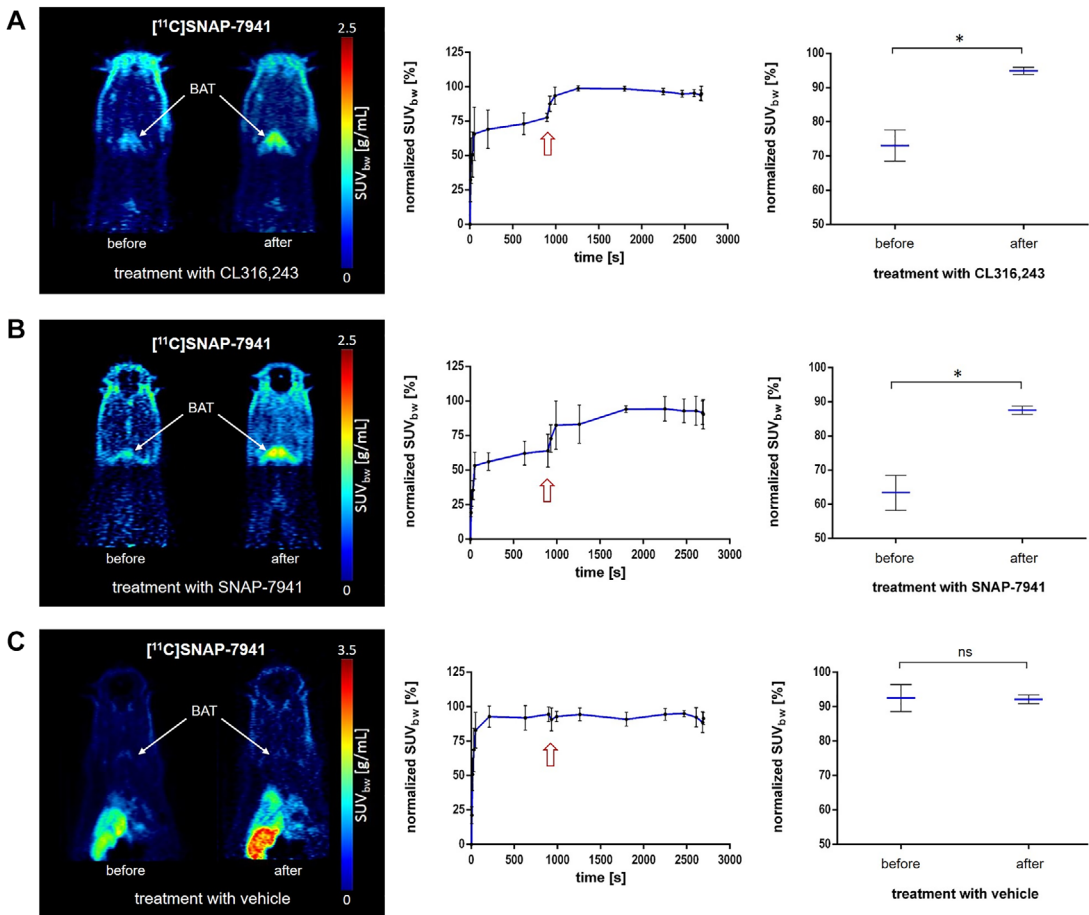 A
[¹¹C]SNAP-7941
2.5
BAT
SUVbw [g/mL]
before
after
0
treatment with CL316,243
normalized SUVbw [%]
125
100
75
50
25
0
0 500 1000 1500 2000 2500 3000
time [s]
normalized SUVbw [%]
100
90
80
70
60
50
*
before after
treatment with CL316,243
B
[¹¹C]SNAP-7941
2.5
BAT
SUVbw [g/mL]
before
after
0
treatment with SNAP-7941
normalized SUVbw [%]
125
100
75
50
25
0
0 500 1000 1500 2000 2500 3000
time [s]
normalized SUVbw [%]
100
90
80
70
60
50
*
before after
treatment with SNAP-7941
C
[¹¹C]SNAP-7941
3.5
BAT
SUVbw [g/mL]
before
after
0
treatment with vehicle
normalized SUVbw [%]
125
100
75
50
25
0
0 500 1000 1500 2000 2500 3000
time [s]
normalized SUVbw [%]
100
90
80
70
60
50
ns
before after
treatment with vehicle